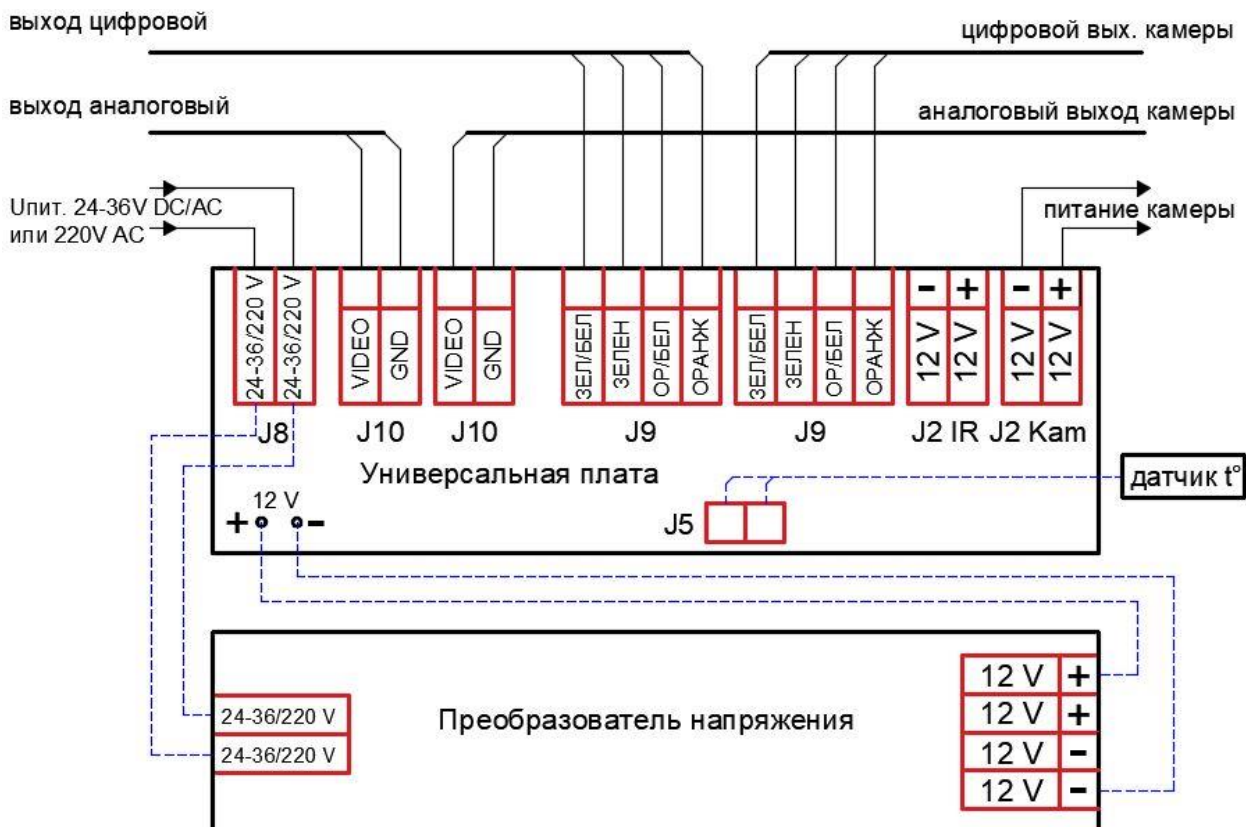 выход цифровой
цифровой вых. камеры
выход аналоговый
аналоговый выход камеры
Uпит. 24-36V DC/AC
или 220V AC
питание камеры
24-36/220 V
24-36/220 V
VIDEO
GND
VIDEO
GND
ЗЕЛ/БЕЛ
ЗЕЛЕН
ОР/БЕЛ
ОРАНЖ
ЗЕЛ/БЕЛ
ЗЕЛЕН
ОР/БЕЛ
ОРАНЖ
- +
12 V
12 V
- +
12 V
12 V
J8 J10 J10 J9 J9 J2 IR J2 Kam
Универсальная плата
датчик t°
12 V
+ -
J5
12 V +
24-36/220 V
Преобразователь напряжения
12 V +
24-36/220 V
12 V -
12 V -